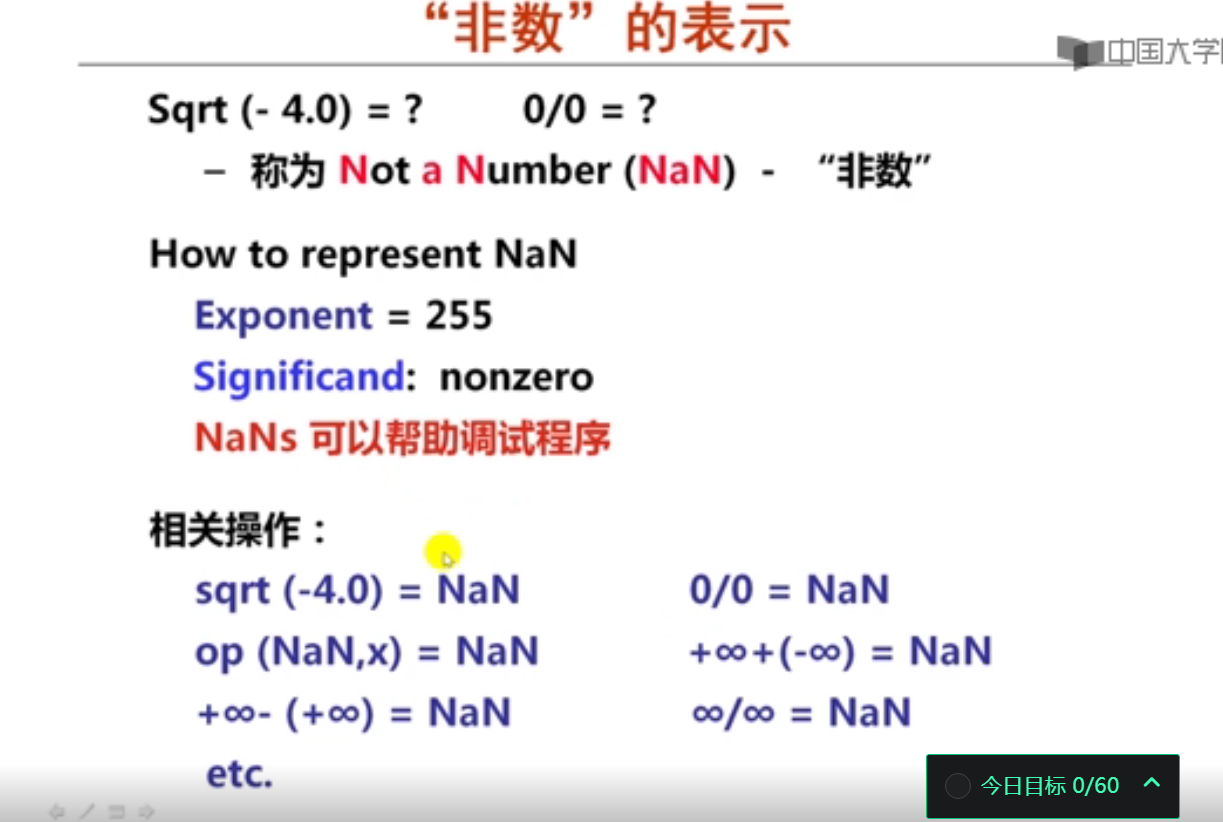 “非数” 的表示
中国大学
Sqrt (- 4.0) = ? 0/0 = ?
– 称为 Not a Number (NaN) - “非数”
How to represent NaN
Exponent = 255
Significand: nonzero
NaNs 可以帮助调试程序
相关操作：
sqrt (-4.0) = NaN 0/0 = NaN
op (NaN,x) = NaN +∞+(-∞) = NaN
+∞- (+∞) = NaN ∞/∞ = NaN
etc.
今日目标 0/60